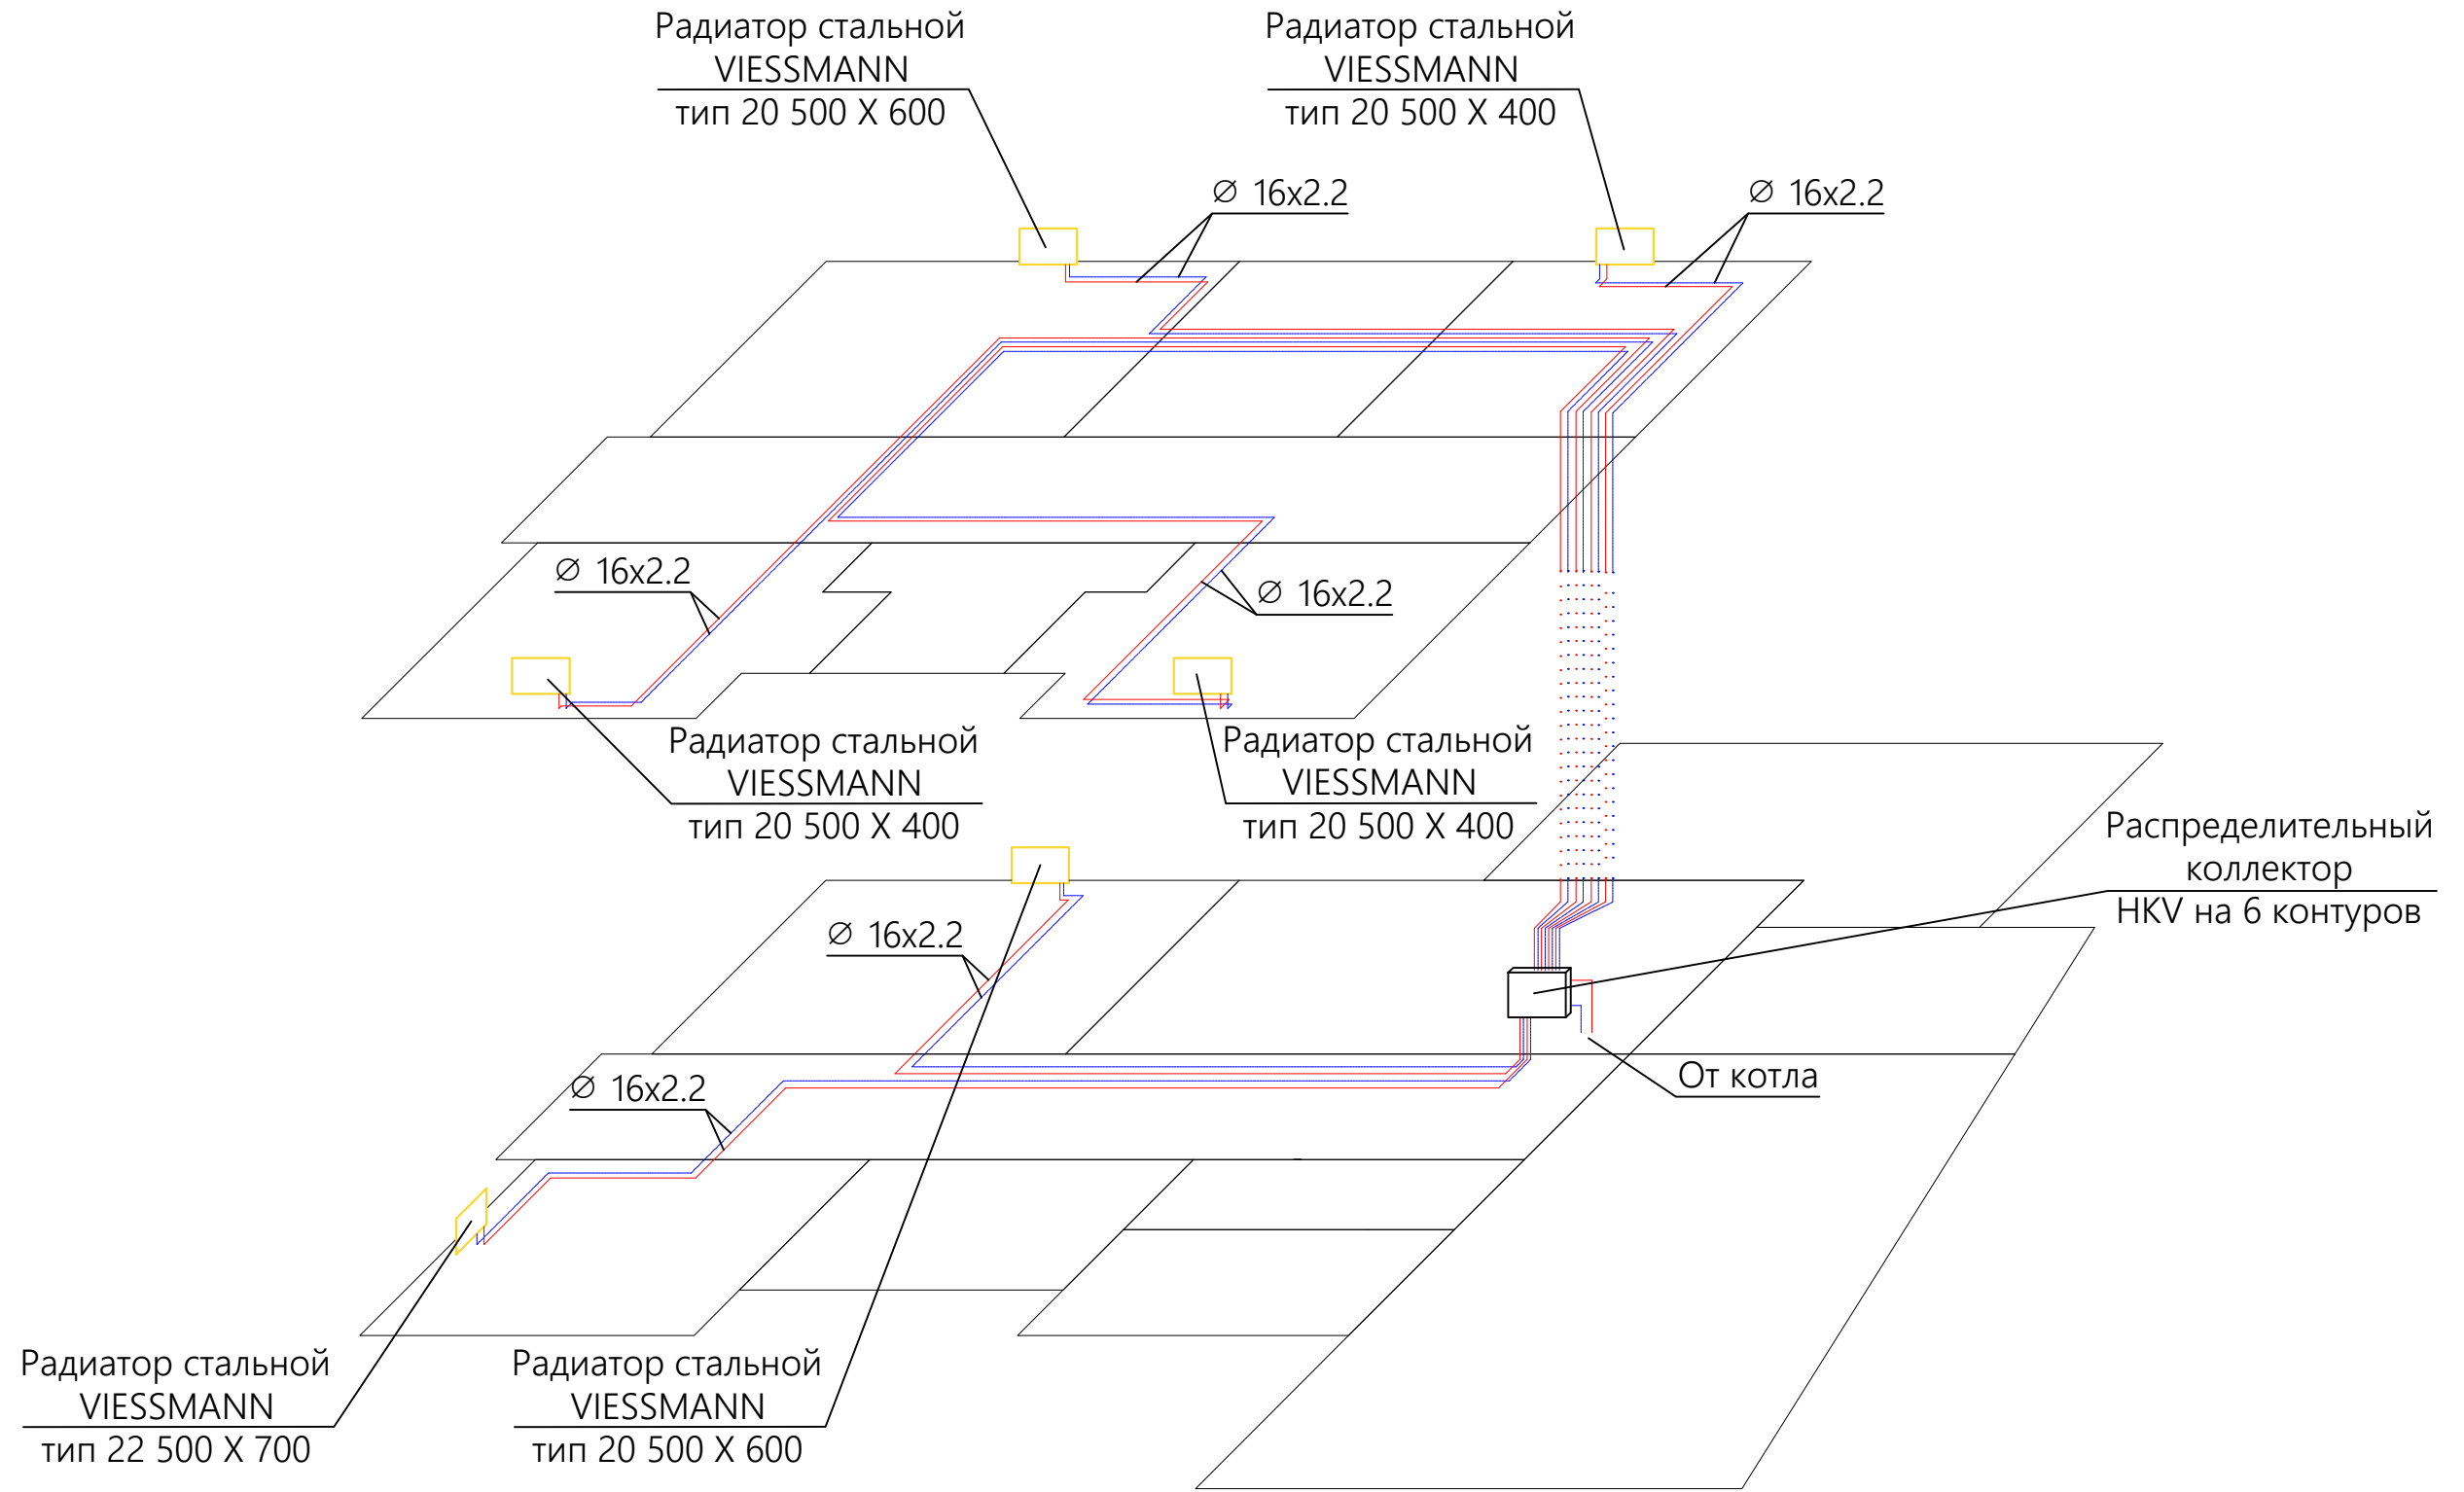 Радиатор стальной
VIESSMANN
тип 20 500 X 600
Радиатор стальной
VIESSMANN
тип 20 500 X 400
∅ 16x2.2
∅ 16x2.2
∅ 16x2.2
∅ 16x2.2
Радиатор стальной
VIESSMANN
тип 20 500 X 400
Радиатор стальной
VIESSMANN
тип 20 500 X 400
Распределительный
коллектор
HKV на 6 контуров
∅ 16x2.2
От котла
∅ 16x2.2
Радиатор стальной
VIESSMANN
тип 22 500 X 700
Радиатор стальной
VIESSMANN
тип 20 500 X 600